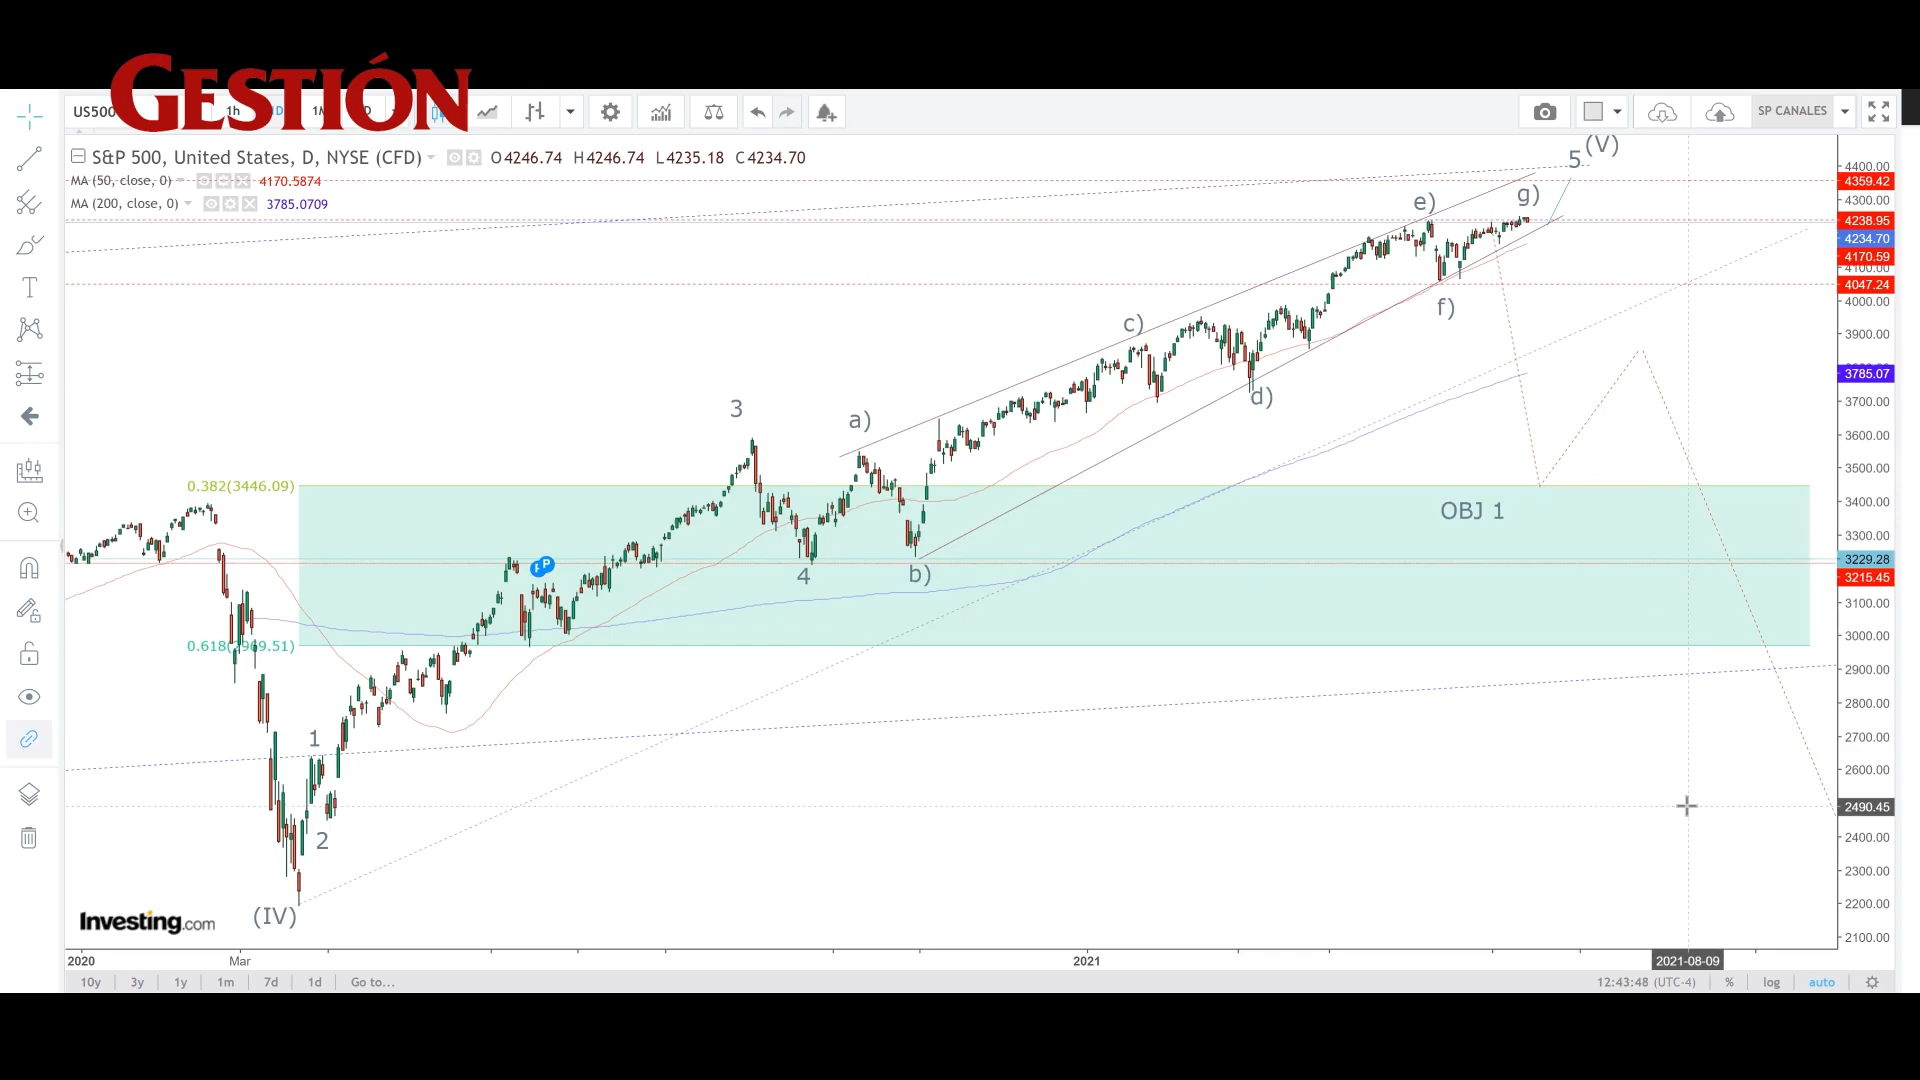 GESTIÓN
US500 1h D 1M D SP CANALES
S&P 500, United States, D, NYSE (CFD) O4246.74 H4246.74 L4235.18 C4234.70
MA (50, close, 0) 4170.5874
MA (200, close, 0) 3785.0709
5 (V)
e) g)
f)
c)
d)
3
a)
4
b)
0.382(3446.09)
OBJ 1
P
1
2
(IV)
Investing.com
4400.00
4359.42
4300.00
4238.95
4234.70
4170.59
4100.00
4047.24
4000.00
3900.00
3785.07
3700.00
3600.00
3500.00
3400.00
3300.00
3229.28
3215.45
3100.00
3000.00
2900.00
2800.00
2700.00
2600.00
2490.45
2400.00
2300.00
2200.00
2100.00
2020 Mar 2021 2021-08-09
10y 3y 1y 1m 7d 1d Go to... 12:43:48 (UTC-4) % log auto